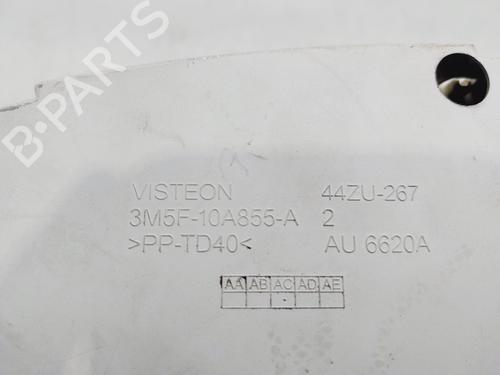 B-PARTS
VISTEON 44ZU-267
3M5F-10A855-A 2
>PP-TD40< AU 6620A
AA AB AC AD AE